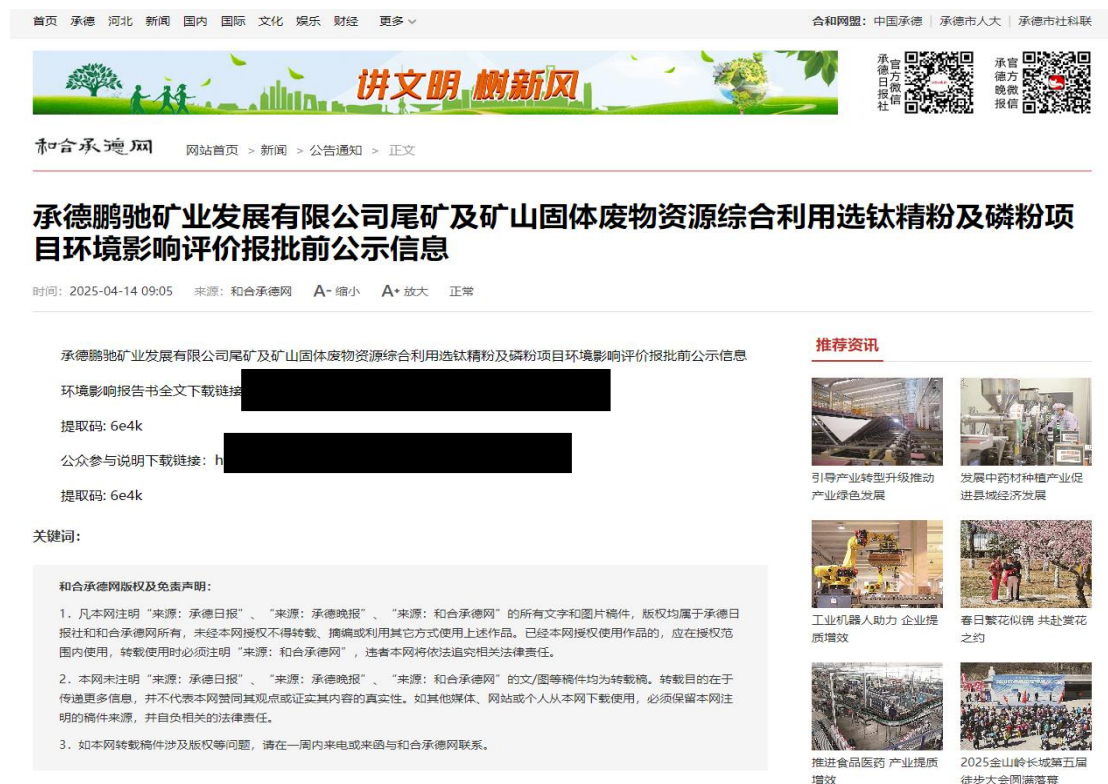 首页 承德 河北 新闻 国内 国际 文化 娱乐 财经 更多
合和网盟：中国承德 | 承德市人大 | 承德市社科联
讲文明 树新风
承德日报社
官方微信
承德晚报
官方微信
和合承德网
网站首页 > 新闻 > 公告通知 > 正文
承德鹏驰矿业发展有限公司尾矿及矿山固体废物资源综合利用选钛精粉及磷粉项
目环境影响评价报批前公示信息
时间：2025-04-14 09:05 来源：和合承德网 A- 缩小 A+ 放大 正常
承德鹏驰矿业发展有限公司尾矿及矿山固体废物资源综合利用选钛精粉及磷粉项目环境影响评价报批前公示信息
环境影响报告书全文下载链接
提取码: 6e4k
公众参与说明下载链接：h
提取码: 6e4k
关键词：
和合承德网版权及免责声明：
1．凡本网注明“来源：承德日报”、“来源：承德晚报”、“来源：和合承德网”的所有文字和图片稿件，版权均属于承德日
报社和和合承德网所有，未经本网授权不得转载、摘编或利用其它方式使用上述作品。已经本网授权使用作品的，应在授权范
围内使用，转载使用时必须注明“来源：和合承德网”，违者本网将依法追究相关法律责任。
2．本网未注明“来源：承德日报”、“来源：承德晚报”、“来源：和合承德网”的文/图等稿件均为转载稿。转载目的在于
传递更多信息，并不代表本网赞同其观点或证实其内容的真实性。如其他媒体、网站或个人从本网下载使用，必须保留本网注
明的稿件来源，并自负相关的法律责任。
3．如本网转载稿件涉及版权等问题，请在一周内来电或来函与和合承德网联系。
推荐资讯
引导产业转型升级推动
产业绿色发展
发展中药材种植产业促
进县域经济发展
工业机器人助力 企业提
质增效
春日繁花似锦 共赴赏花
之约
推进食品医药 产业提质
增效
2025金山岭长城第五届
徒步大会圆满落幕